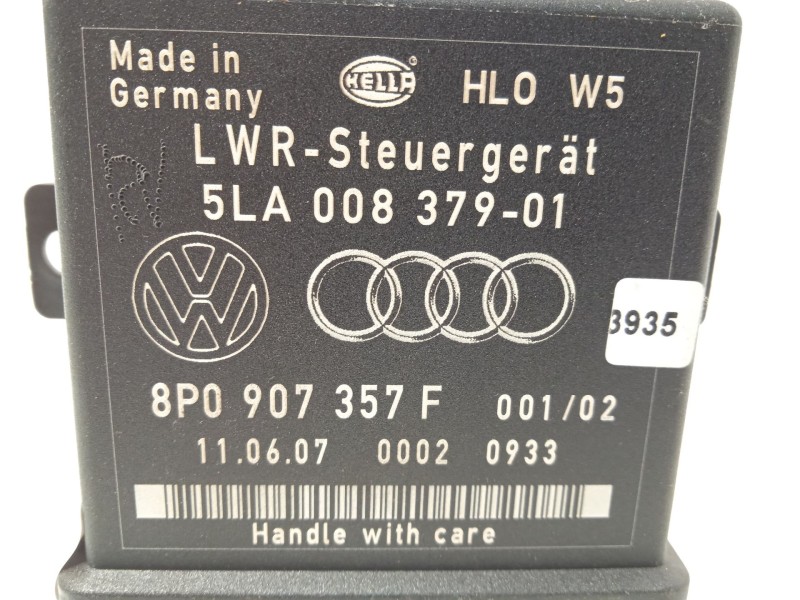 Made in
Germany
HELLA ® HLO W5
LWR-Steuergerät
5LA 008 379-01
3935
8P0 907 357 F 001/02
11.06.07 0002 0933
Handle with care